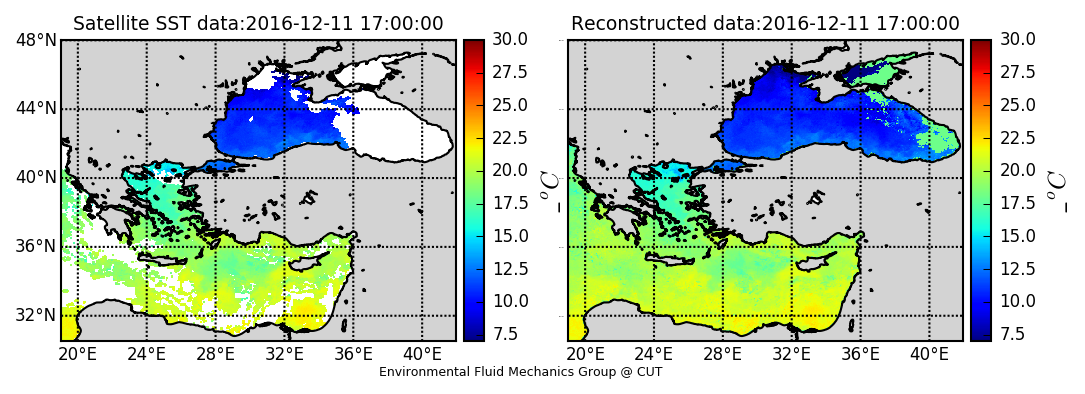 Satellite SST data:2016-12-11 17:00:00
Reconstructed data:2016-12-11 17:00:00
48°N
44°N
40°N
36°N
32°N
20°E 24°E 28°E 32°E 36°E 40°E
20°E 24°E 28°E 32°E 36°E 40°E
30.0
27.5
25.0
22.5
20.0
17.5
15.0
12.5
10.0
7.5
_ °C
30.0
27.5
25.0
22.5
20.0
17.5
15.0
12.5
10.0
7.5
_ °C
Environmental Fluid Mechanics Group @ CUT